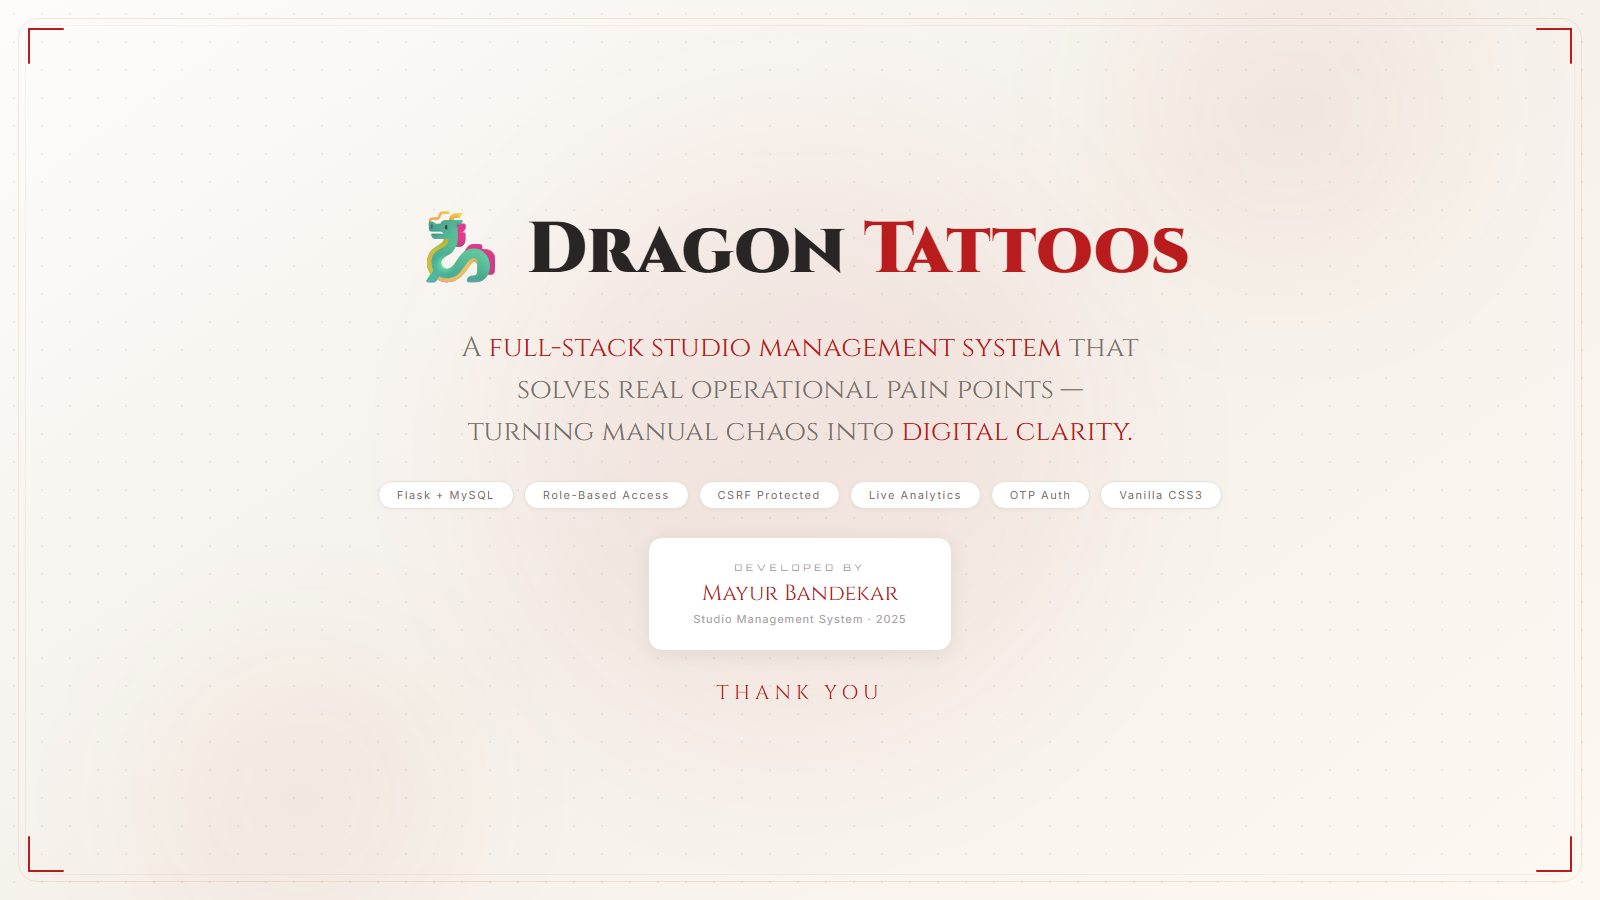 Dragon Tattoos
A full-stack studio management system that
solves real operational pain points —
turning manual chaos into digital clarity.
Flask + MySQL Role-Based Access CSRF Protected Live Analytics OTP Auth Vanilla CSS3
DEVELOPED BY
Mayur Bandekar
Studio Management System · 2025
THANK YOU